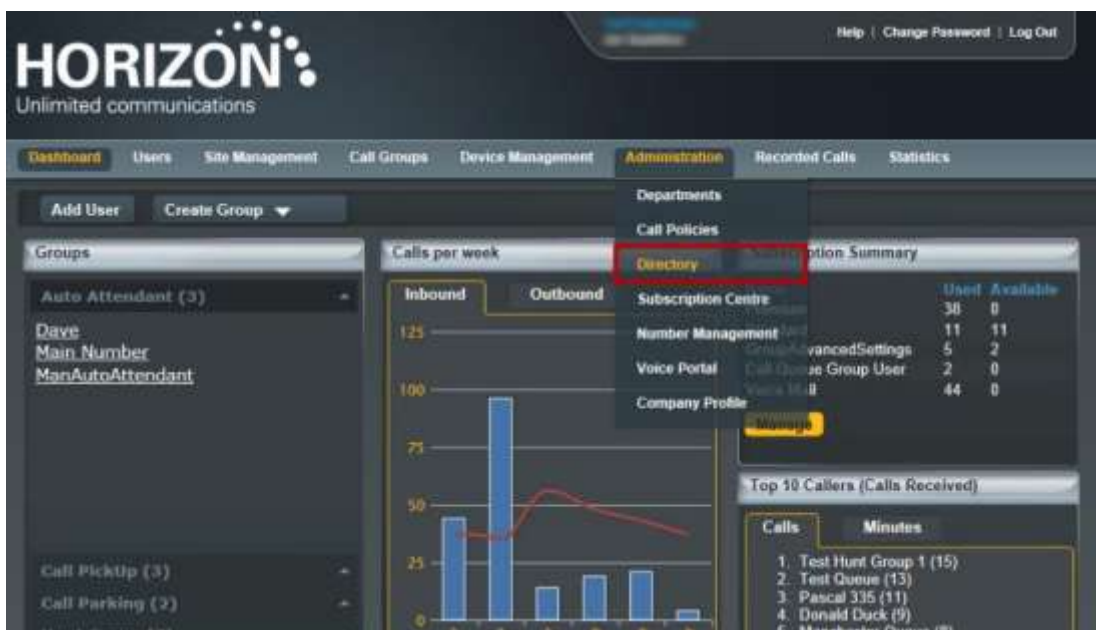 Help | Change Password | Log Out
HORIZON
Unlimited communications
Dashboard Users Site Management Call Groups Device Management Administration Recorded Calls Statistics
Add User Create Group
Departments
Call Policies
Directory
Subscription Centre
Number Management
Voice Portal
Company Profile
Groups
Auto Attendant (3)
Dave
Main Number
ManAutoAttendant
Call PickUp (3)
Call Parking (2)
Calls per week
Inbound Outbound
125
100
75
50
25
0
Summary
Used Available
38 0
11 11
vancedSettings 5 2
Group User 2 0
44 0
Manage
Top 10 Callers (Calls Received)
Calls Minutes
1. Test Hunt Group 1 (15)
2. Test Queue (13)
3. Pascal 335 (11)
4. Donald Duck (9)